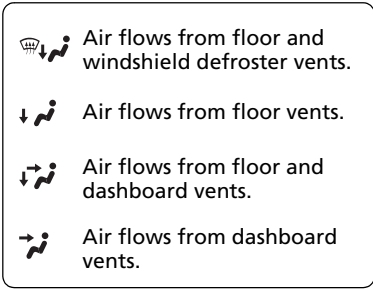 Air flows from floor and
windshield defroster vents.
Air flows from floor vents.
Air flows from floor and
dashboard vents.
Air flows from dashboard
vents.